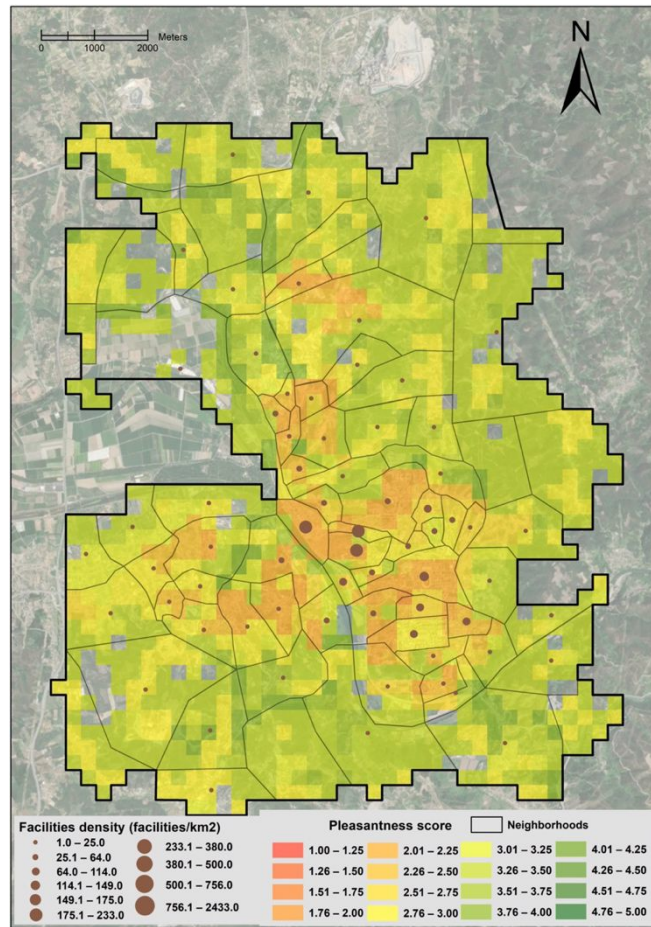 0 1000 2000 Meters
N
Facilities density (facilities/km2)
1.0 – 25.0
25.1 – 64.0
64.0 – 114.0
114.1 – 149.0
149.1 – 175.0
175.1 – 233.0
233.1 – 380.0
380.1 – 500.0
500.1 – 756.0
756.1 – 2433.0
Pleasantness score
1.00 – 1.25
1.26 – 1.50
1.51 – 1.75
1.76 – 2.00
2.01 – 2.25
2.26 – 2.50
2.51 – 2.75
2.76 – 3.00
3.01 – 3.25
3.26 – 3.50
3.51 – 3.75
3.76 – 4.00
4.01 – 4.25
4.26 – 4.50
4.51 – 4.75
4.76 – 5.00
Neighborhoods